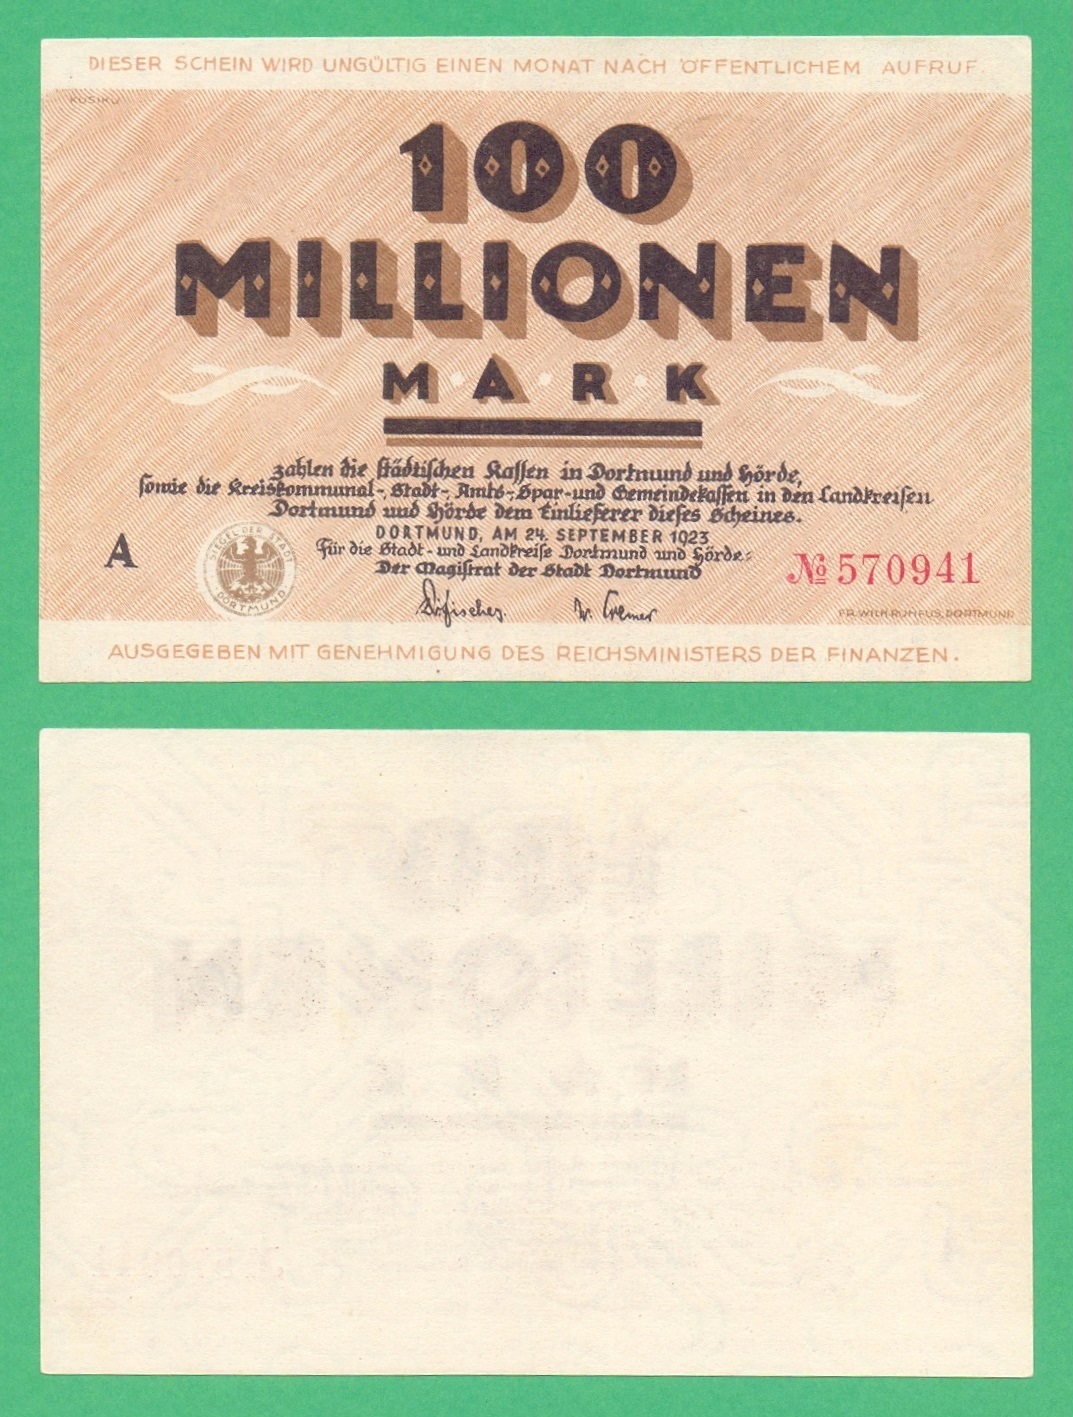 DIESER SCHEIN WIRD UNGÜLTIG EINEN MONAT NACH ÖFFENTLICHEM AUFRUF.
KUSIKU
100
MILLIONEN
M·A·R·K
zahlen die städtischen Kassen in Dortmund und Hörde,
sowie die Kreiskommunal-, Stadt-, Amts-, Spar- und Gemeindekassen in den Landkreisen
Dortmund und Hörde dem Einlieferer dieses Scheines.
DORTMUND, AM 24. SEPTEMBER 1923
Für die Stadt- und Landkreise Dortmund und Hörde:
Der Magistrat der Stadt Dortmund
A
SIEGEL DER STADT DORTMUND
№ 570941
FR. WILH. RUHFUS, DORTMUND
AUSGEGEBEN MIT GENEHMIGUNG DES REICHSMINISTERS DER FINANZEN.